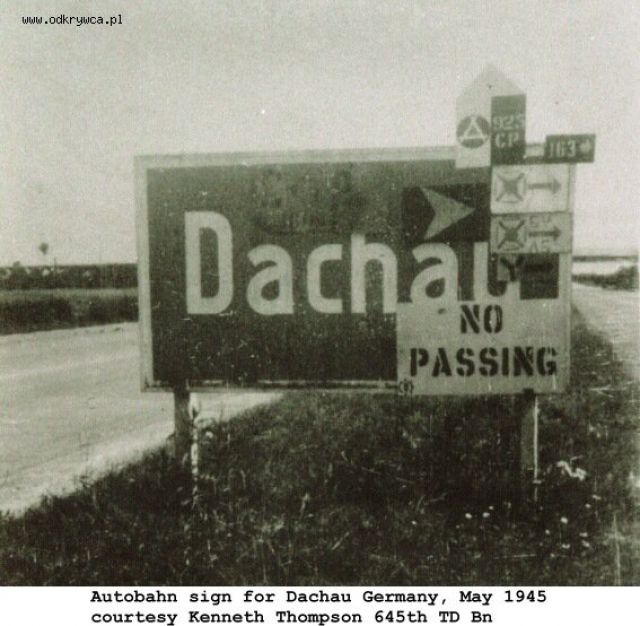 www.odkrywca.pl
925
CP
163
Dachau
NO
PASSING
Autobahn sign for Dachau Germany, May 1945
courtesy Kenneth Thompson 645th TD Bn